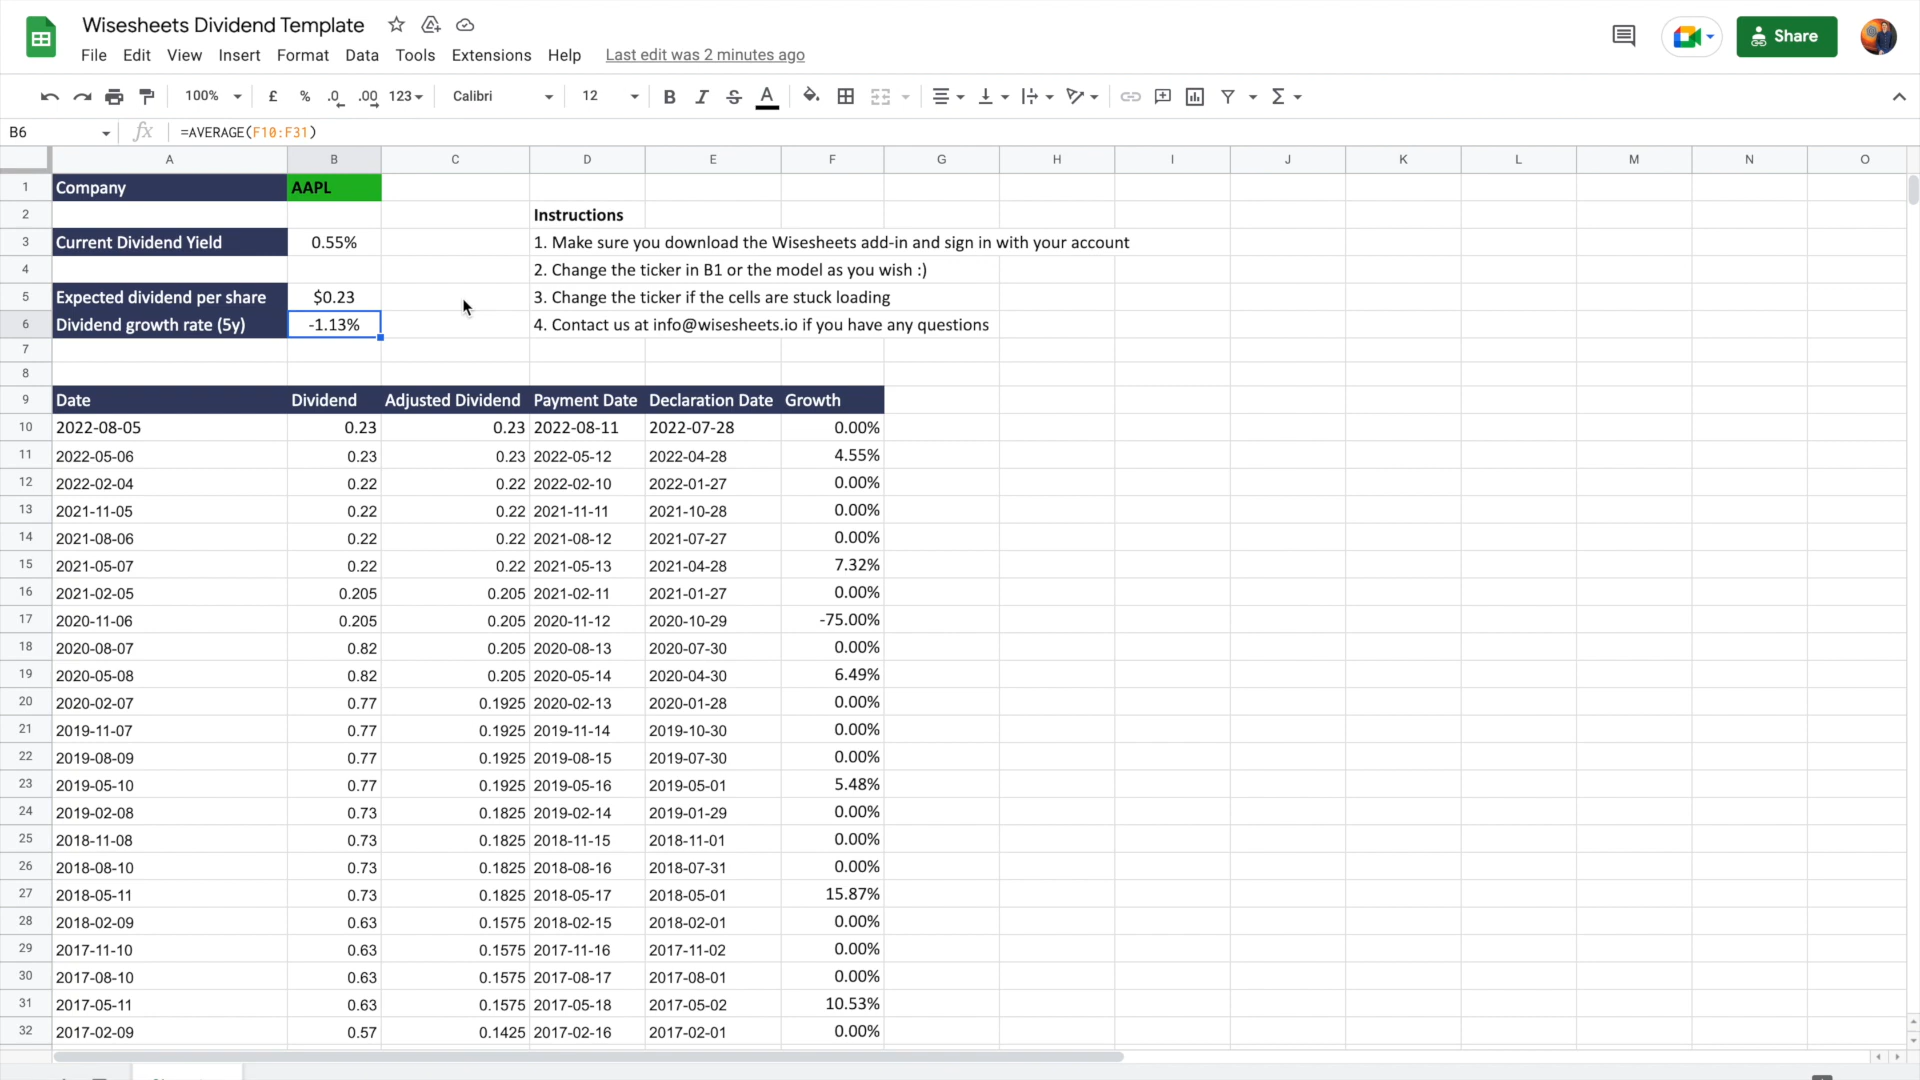 Wisesheets Dividend Template
File Edit View Insert Format Data Tools Extensions Help Last edit was 2 minutes ago
Share
100% £ % .0 .00 123 Calibri 12 B I S A Σ
B6 fx =AVERAGE(F10:F31)
A B C D E F G H I J K L M N O
1 Company AAPL
2 Instructions
3 Current Dividend Yield 0.55% 1. Make sure you download the Wisesheets add-in and sign in with your account
4 2. Change the ticker in B1 or the model as you wish :)
5 Expected dividend per share $0.23 3. Change the ticker if the cells are stuck loading
6 Dividend growth rate (5y) -1.13% 4. Contact us at info@wisesheets.io if you have any questions
7
8
9 Date Dividend Adjusted Dividend Payment Date Declaration Date Growth
10 2022-08-05 0.23 0.23 2022-08-11 2022-07-28 0.00%
11 2022-05-06 0.23 0.23 2022-05-12 2022-04-28 4.55%
12 2022-02-04 0.22 0.22 2022-02-10 2022-01-27 0.00%
13 2021-11-05 0.22 0.22 2021-11-11 2021-10-28 0.00%
14 2021-08-06 0.22 0.22 2021-08-12 2021-07-27 0.00%
15 2021-05-07 0.22 0.22 2021-05-13 2021-04-28 7.32%
16 2021-02-05 0.205 0.205 2021-02-11 2021-01-27 0.00%
17 2020-11-06 0.205 0.205 2020-11-12 2020-10-29 -75.00%
18 2020-08-07 0.82 0.205 2020-08-13 2020-07-30 0.00%
19 2020-05-08 0.82 0.205 2020-05-14 2020-04-30 6.49%
20 2020-02-07 0.77 0.1925 2020-02-13 2020-01-28 0.00%
21 2019-11-07 0.77 0.1925 2019-11-14 2019-10-30 0.00%
22 2019-08-09 0.77 0.1925 2019-08-15 2019-07-30 0.00%
23 2019-05-10 0.77 0.1925 2019-05-16 2019-05-01 5.48%
24 2019-02-08 0.73 0.1825 2019-02-14 2019-01-29 0.00%
25 2018-11-08 0.73 0.1825 2018-11-15 2018-11-01 0.00%
26 2018-08-10 0.73 0.1825 2018-08-16 2018-07-31 0.00%
27 2018-05-11 0.73 0.1825 2018-05-17 2018-05-01 15.87%
28 2018-02-09 0.63 0.1575 2018-02-15 2018-02-01 0.00%
29 2017-11-10 0.63 0.1575 2017-11-16 2017-11-02 0.00%
30 2017-08-10 0.63 0.1575 2017-08-17 2017-08-01 0.00%
31 2017-05-11 0.63 0.1575 2017-05-18 2017-05-02 10.53%
32 2017-02-09 0.57 0.1425 2017-02-16 2017-02-01 0.00%